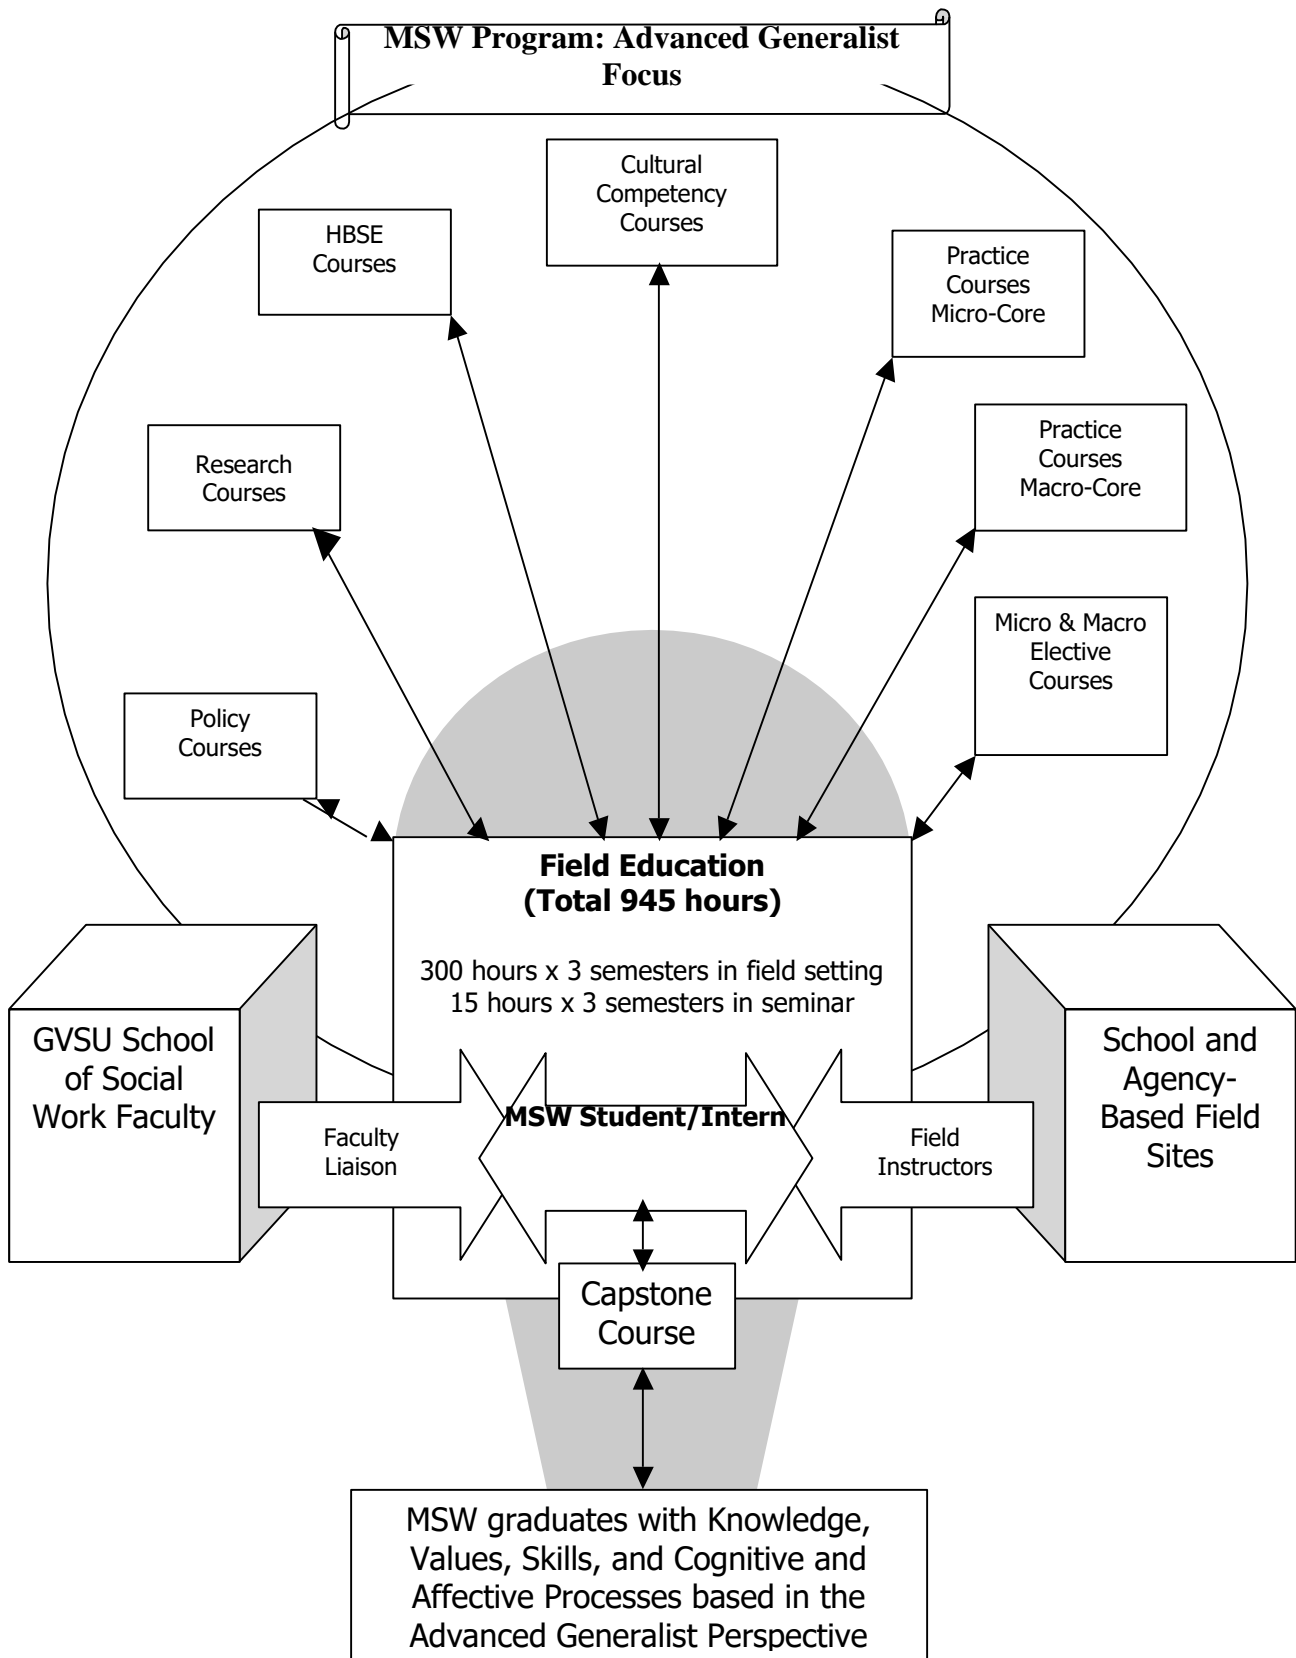 MSW Program: Advanced Generalist
Focus
Cultural
Competency
Courses
HBSE
Courses
Practice
Courses
Micro-Core
Practice
Courses
Macro-Core
Research
Courses
Micro & Macro
Elective
Courses
Policy
Courses
Field Education
(Total 945 hours)
300 hours x 3 semesters in field setting
15 hours x 3 semesters in seminar
GVSU School
of Social
Work Faculty
School and
Agency-
Based Field
Sites
Faculty
Liaison
MSW Student/Intern
Field
Instructors
Capstone
Course
MSW graduates with Knowledge,
Values, Skills, and Cognitive and
Affective Processes based in the
Advanced Generalist Perspective